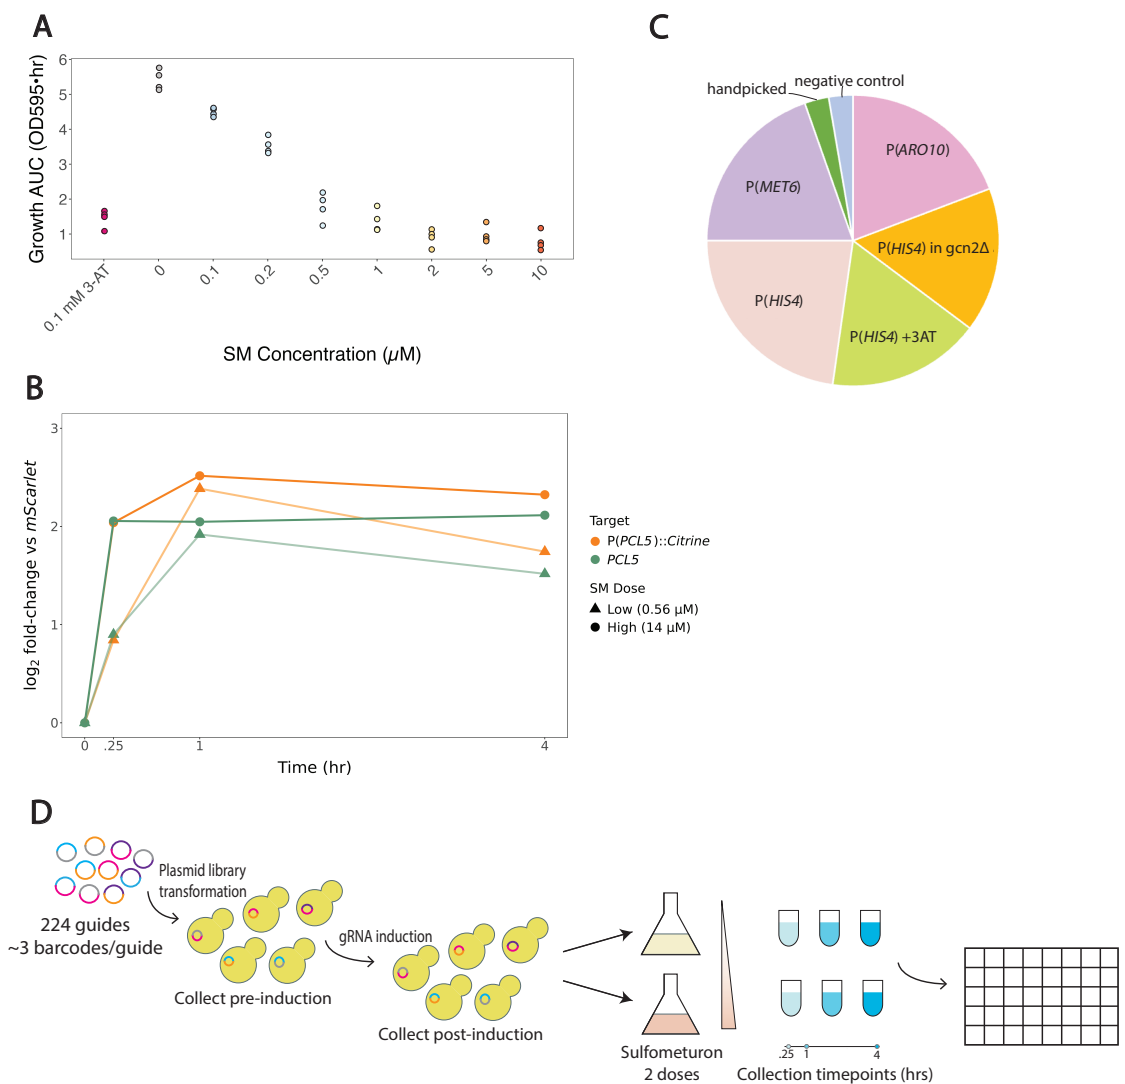 A
Growth AUC (OD595•hr)
6
5
4
3
2
1
0.1 mM 3-AT
0
0.1
0.2
0.5
1
2
5
10
SM Concentration (µM)
B
log2 fold-change vs mScarlet
3
2
1
0
0
.25
1
4
Time (hr)
Target
P(PCL5)::Citrine
PCL5
SM Dose
Low (0.56 µM)
High (14 µM)
C
handpicked
negative control
P(ARO10)
P(MET6)
P(HIS4) in gcn2Δ
P(HIS4)
P(HIS4) +3AT
D
224 guides
~3 barcodes/guide
Plasmid library
transformation
Collect pre-induction
gRNA induction
Collect post-induction
Sulfometuron
2 doses
.25
1
4
Collection timepoints (hrs)